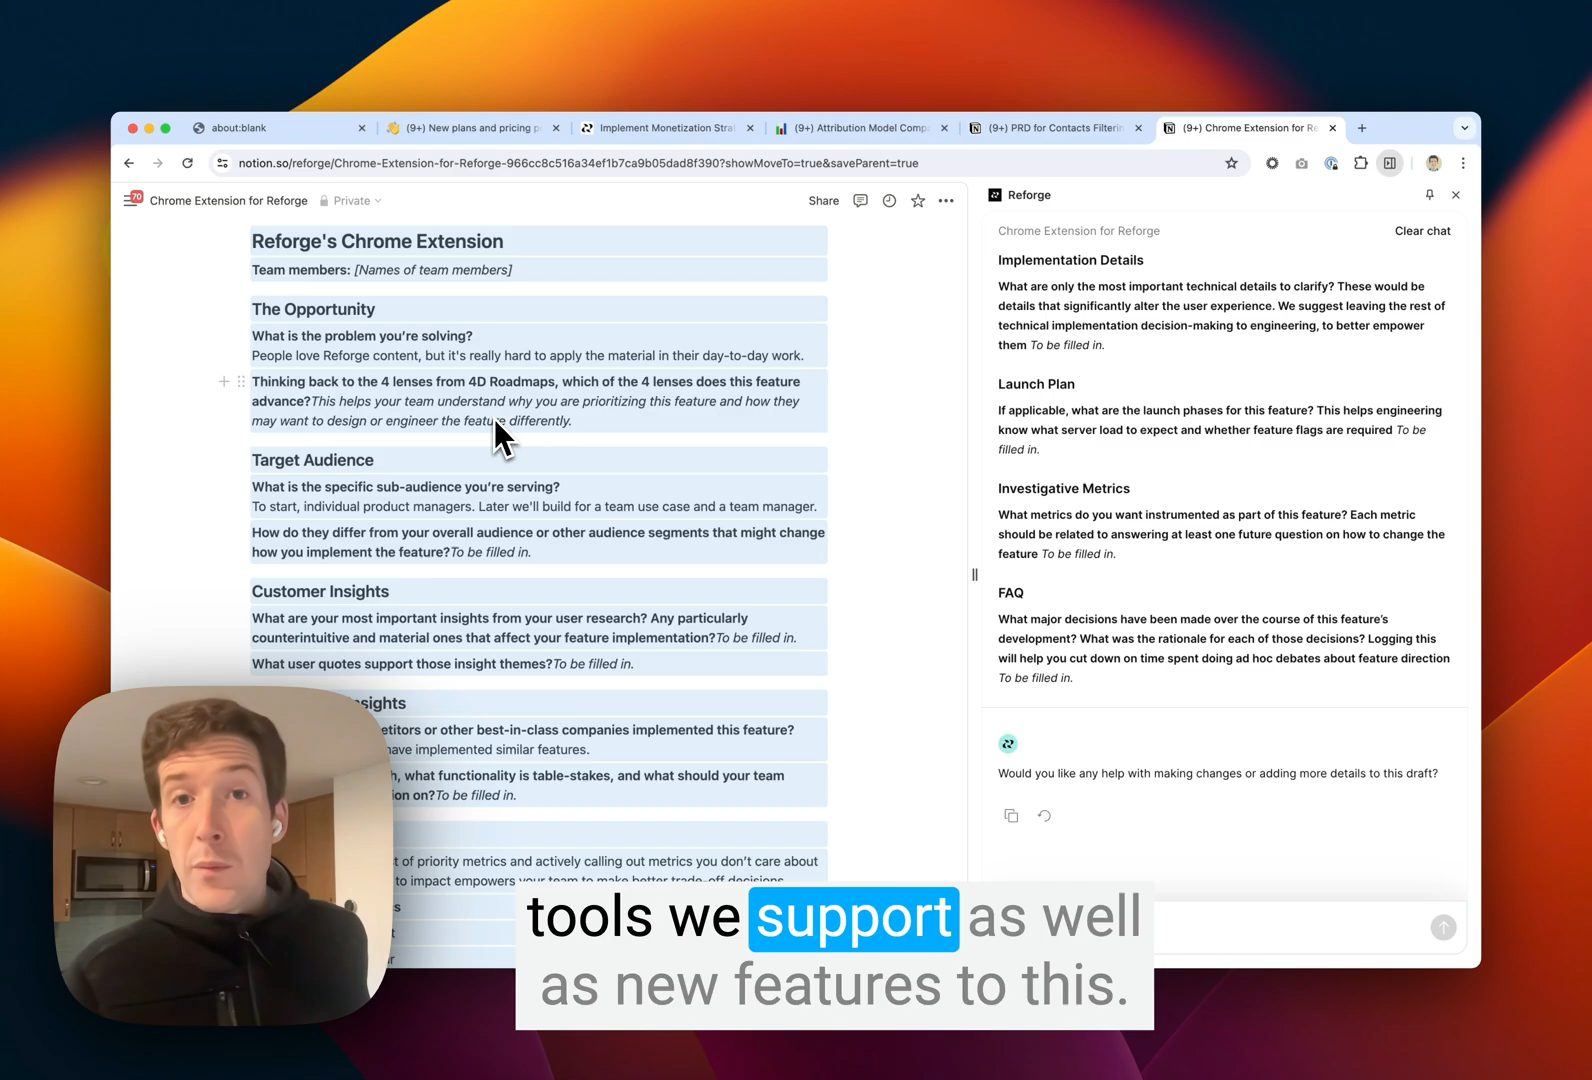 about:blank
(9+) New plans and pricing p
Implement Monetization Strat
(9+) Attribution Model Compa
(9+) PRD for Contacts Filterin
(9+) Chrome Extension for Re
notion.so/reforge/Chrome-Extension-for-Reforge-966cc8c516a34ef1b7ca9b05dad8f390?showMoveTo=true&saveParent=true
70
Chrome Extension for Reforge
Private
Share
Reforge's Chrome Extension
Team members: [Names of team members]
The Opportunity
What is the problem you're solving?
People love Reforge content, but it's really hard to apply the material in their day-to-day work.
Thinking back to the 4 lenses from 4D Roadmaps, which of the 4 lenses does this feature
advance?This helps your team understand why you are prioritizing this feature and how they
may want to design or engineer the feature differently.
Target Audience
What is the specific sub-audience you're serving?
To start, individual product managers. Later we'll build for a team use case and a team manager.
How do they differ from your overall audience or other audience segments that might change
how you implement the feature?To be filled in.
Customer Insights
What are your most important insights from your user research? Any particularly
counterintuitive and material ones that affect your feature implementation?To be filled in.
What user quotes support those insight themes?To be filled in.
sights
etitors or other best-in-class companies implemented this feature?
have implemented similar features.
h, what functionality is table-stakes, and what should your team
ion on?To be filled in.
t of priority metrics and actively calling out metrics you don't care about
to impact empowers your team to make better trade-off decisions
Reforge
Chrome Extension for Reforge
Clear chat
Implementation Details
What are only the most important technical details to clarify? These would be
details that significantly alter the user experience. We suggest leaving the rest of
technical implementation decision-making to engineering, to better empower
them To be filled in.
Launch Plan
If applicable, what are the launch phases for this feature? This helps engineering
know what server load to expect and whether feature flags are required To be
filled in.
Investigative Metrics
What metrics do you want instrumented as part of this feature? Each metric
should be related to answering at least one future question on how to change the
feature To be filled in.
FAQ
What major decisions have been made over the course of this feature's
development? What was the rationale for each of those decisions? Logging this
will help you cut down on time spent doing ad hoc debates about feature direction
To be filled in.
Would you like any help with making changes or adding more details to this draft?
tools we support as well
as new features to this.